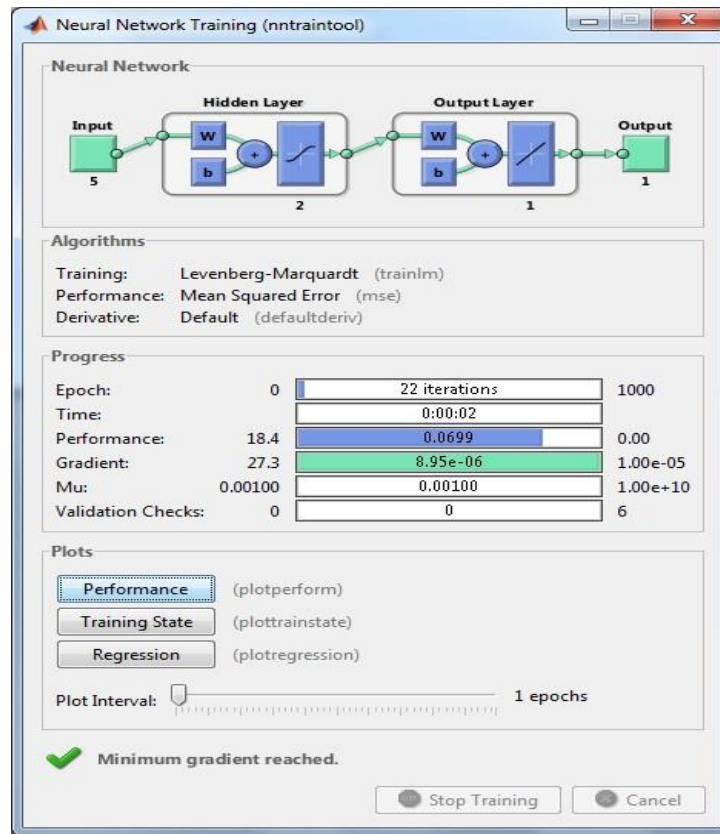 Neural Network Training (nntraintool)
Neural Network
Hidden Layer
Output Layer
Input
Output
W
b
+
W
b
+
5
2
1
1
Algorithms
Training: Levenberg-Marquardt (trainlm)
Performance: Mean Squared Error (mse)
Derivative: Default (defaultderiv)
Progress
Epoch: 0 22 iterations 1000
Time: 0:00:02
Performance: 18.4 0.0699 0.00
Gradient: 27.3 8.95e-06 1.00e-05
Mu: 0.00100 0.00100 1.00e+10
Validation Checks: 0 0 6
Plots
Performance (plotperform)
Training State (plottrainstate)
Regression (plotregression)
Plot Interval: 1 epochs
Minimum gradient reached.
Stop Training Cancel